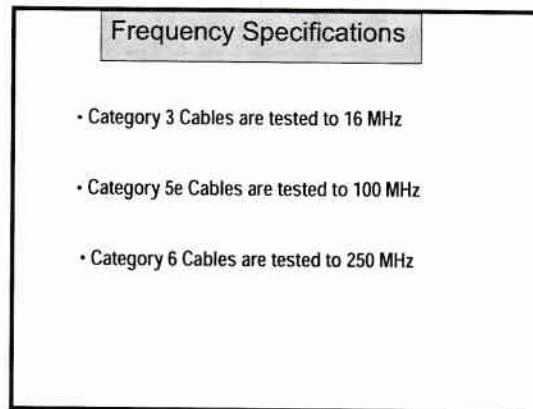 Frequency Specifications
• Category 3 Cables are tested to 16 MHz
• Category 5e Cables are tested to 100 MHz
• Category 6 Cables are tested to 250 MHz